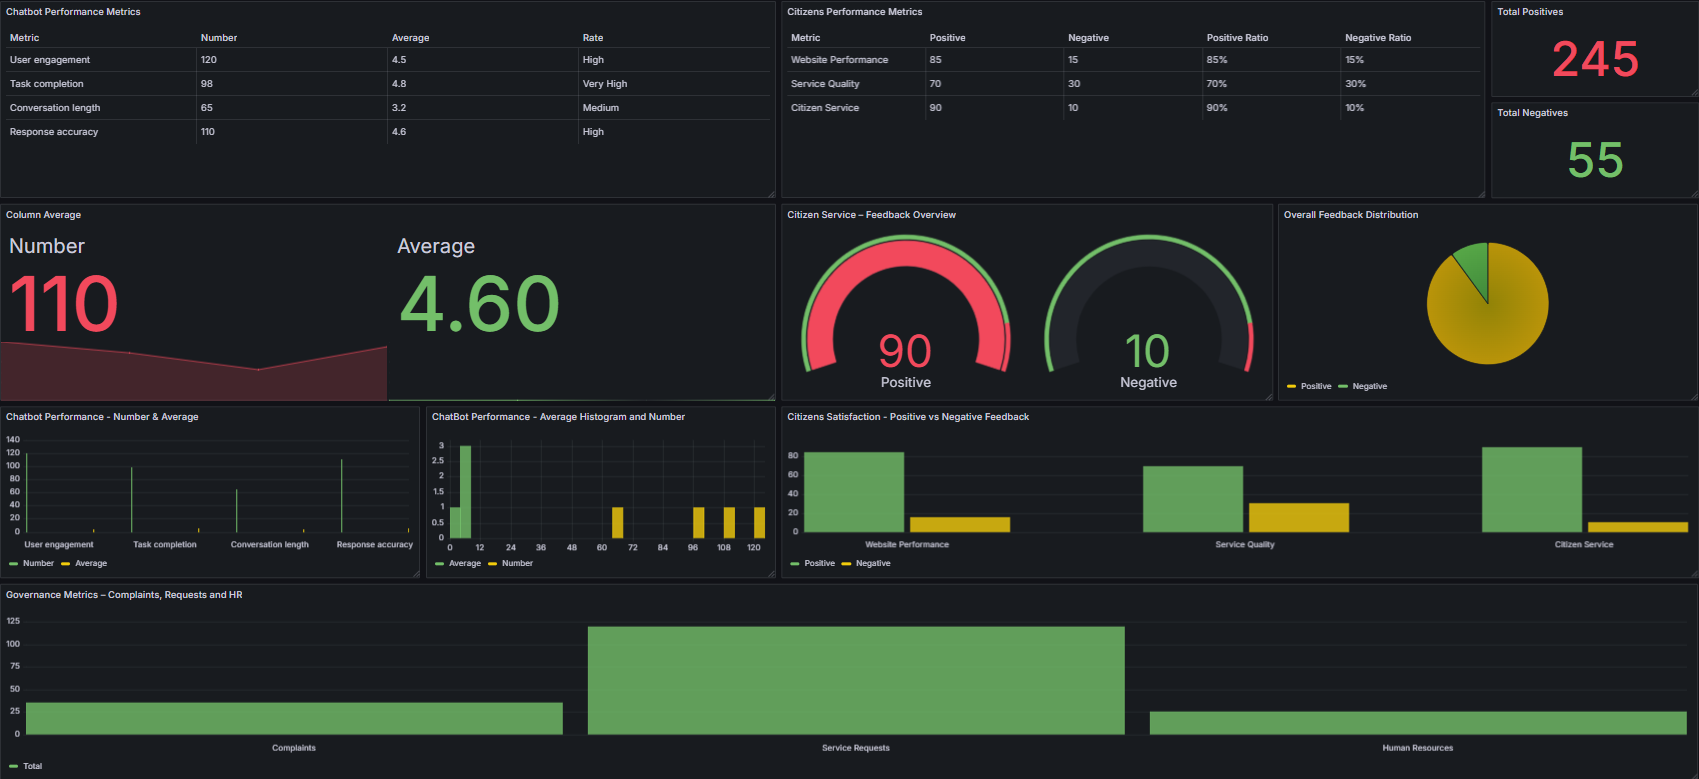 Chatbot Performance Metrics
Metric Number Average Rate
User engagement 120 4.5 High
Task completion 98 4.8 Very High
Conversation length 65 3.2 Medium
Response accuracy 110 4.6 High
Citizens Performance Metrics
Metric Positive Negative Positive Ratio Negative Ratio
Website Performance 85 15 85% 15%
Service Quality 70 30 70% 30%
Citizen Service 90 10 90% 10%
Total Positives
245
Total Negatives
55
Column Average
Number Average
110 4.60
Citizen Service – Feedback Overview
90 10
Positive Negative
Overall Feedback Distribution
Positive Negative
Chatbot Performance - Number & Average
140
120
100
80
60
40
20
0
User engagement Task completion Conversation length Response accuracy
Number Average
ChatBot Performance - Average Histogram and Number
3
2.5
2
1.5
1
0.5
0
0 12 24 36 48 60 72 84 96 108 120
Average Number
Citizens Satisfaction - Positive vs Negative Feedback
80
60
40
20
0
Website Performance Service Quality Citizen Service
Positive Negative
Governance Metrics – Complaints, Requests and HR
125
100
75
50
25
0
Complaints Service Requests Human Resources
Total